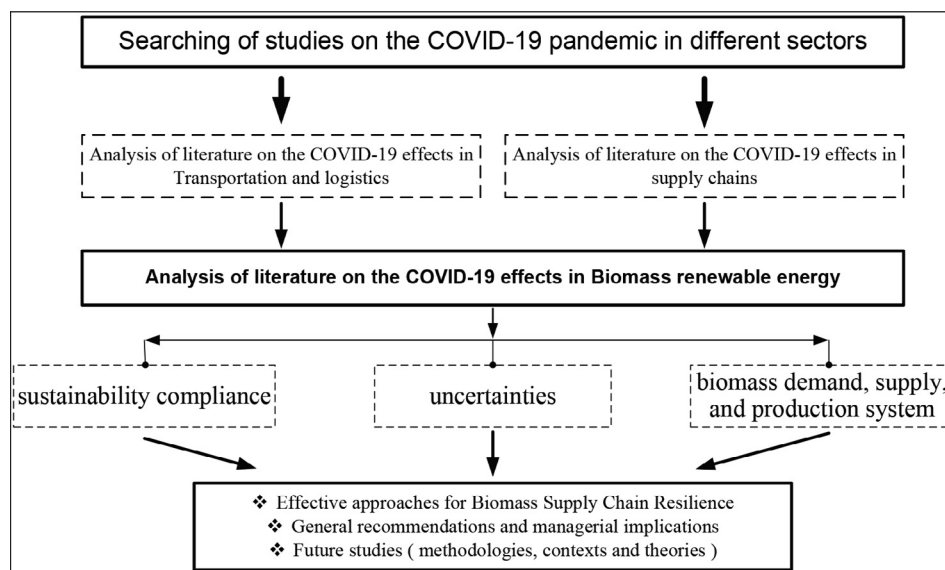 Searching of studies on the COVID-19 pandemic in different sectors
Analysis of literature on the COVID-19 effects in
Transportation and logistics
Analysis of literature on the COVID-19 effects in
supply chains
Analysis of literature on the COVID-19 effects in Biomass renewable energy
sustainability compliance
uncertainties
biomass demand, supply,
and production system
❖ Effective approaches for Biomass Supply Chain Resilience
❖ General recommendations and managerial implications
❖ Future studies ( methodologies, contexts and theories )